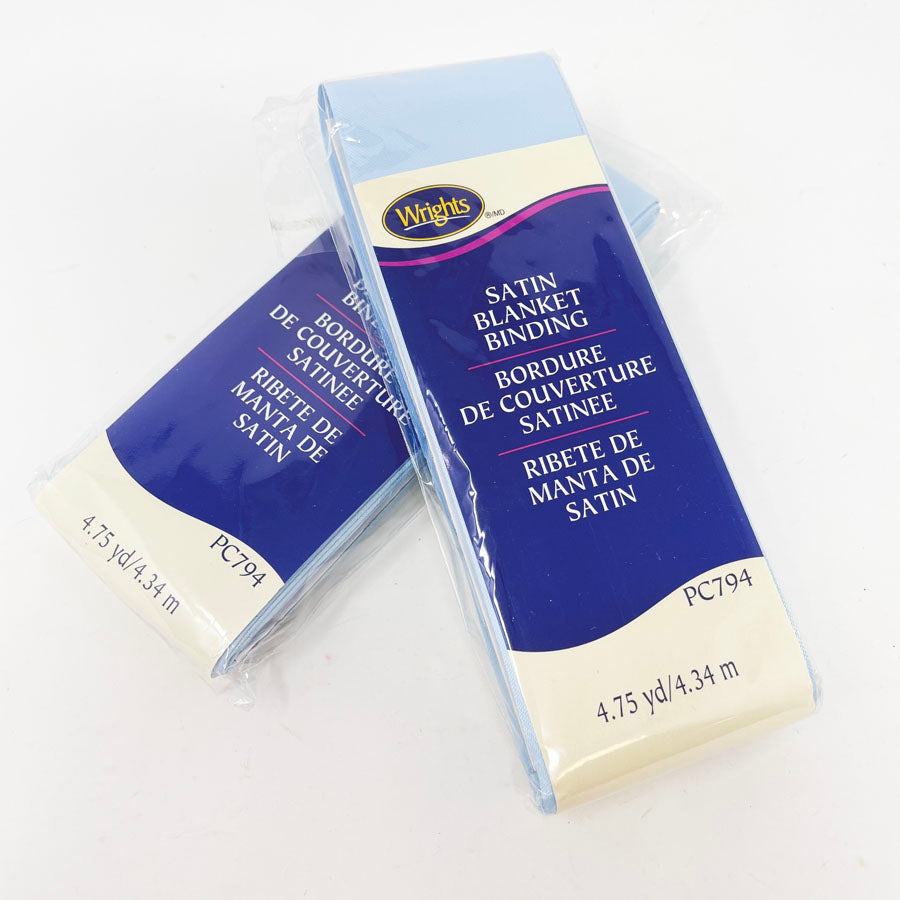 Wrights
®/MD
SATIN
BLANKET
BINDING
BORDURE
DE COUVERTURE
SATINEE
RIBETE DE
MANTA DE
SATIN
PC794
4.75 yd/4.34 m
BORDURE
DE COUVERTURE
SATINEE
RIBETE DE
MANTA DE
SATIN
PC794
4.75 yd/4.34 m